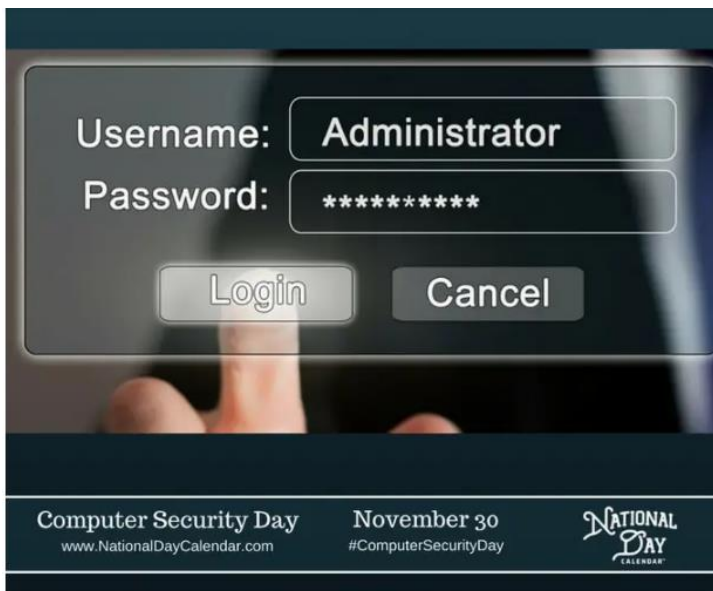 Username: Administrator
Password: **********
Login Cancel
Computer Security Day November 30 NATIONAL
www.NationalDayCalendar.com #ComputerSecurityDay DAY
CALENDAR